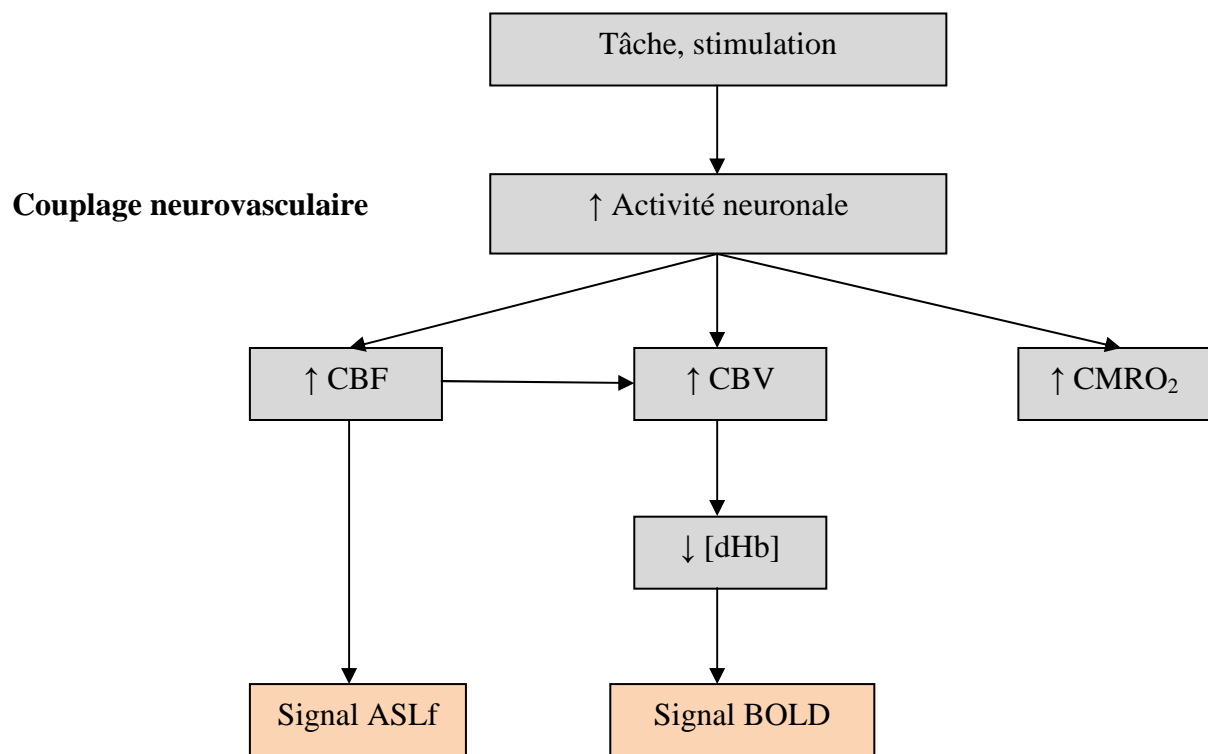 Tâche, stimulation
Couplage neurovasculaire
↑ Activité neuronale
↑ CBF
↑ CBV
↑ CMRO₂
↓ [dHb]
Signal ASLf
Signal BOLD